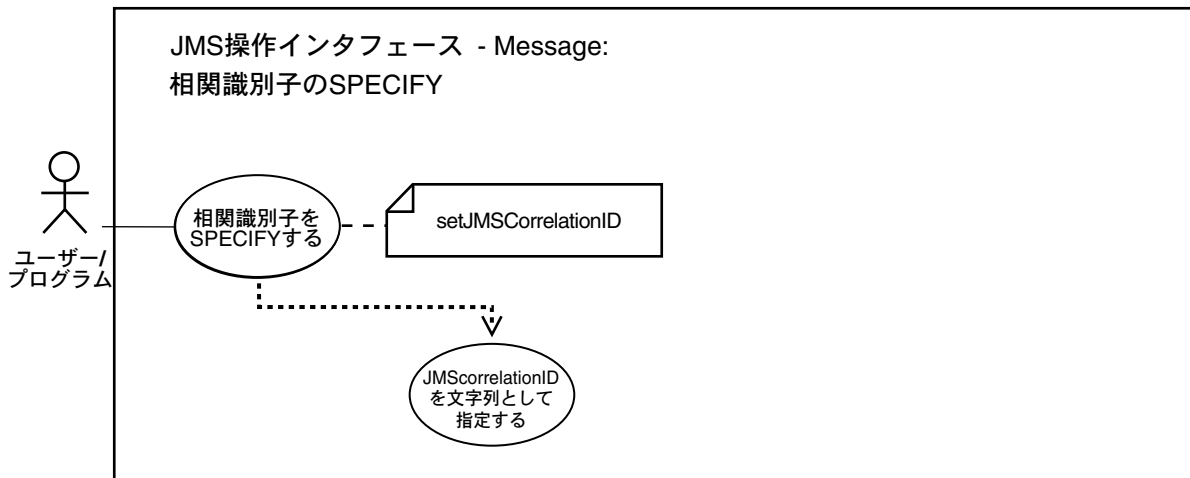 JMS操作インタフェース - Message:
相関識別子のSPECIFY
相関識別子を
SPECIFYする
setJMSCorrelationID
ユーザー/
プログラム
JMScorrelationID
を文字列として
指定する